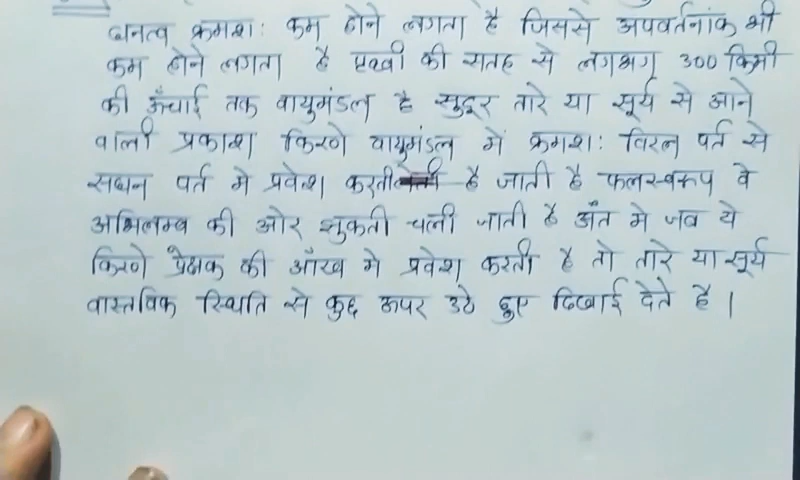 घनत्व क्रमशः कम होने लगता है जिससे अपवर्तनांक भी
कम होने लगता है पृथ्वी की सतह से लगभग 300 किमी
की ऊँचाई तक वायुमंडल है सुदूर तारे या सूर्य से आने
वाली प्रकाश किरणे वायुमंडल में क्रमशः विरल पर्त से
सघन पर्त मे प्रवेश करती है जाती है फलस्वरूप वे
अभिलम्ब की ओर झुकती चली जाती है अंत मे जब ये
किरणे प्रेक्षक की आँख मे प्रवेश करती है तो तारे या सूर्य
वास्तविक स्थिति से कुछ ऊपर उठे हुए दिखाई देते है।